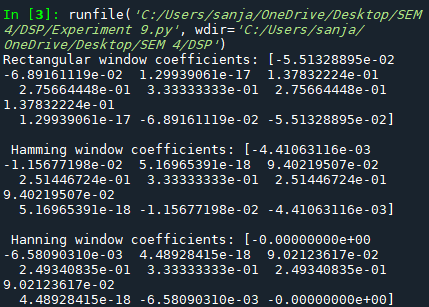 In [3]: runfile('C:/Users/sanja/OneDrive/Desktop/SEM
4/DSP/Experiment 9.py', wdir='C:/Users/sanja/
OneDrive/Desktop/SEM 4/DSP')
Rectangular window coefficients: [-5.51328895e-02
-6.89161119e-02 1.29939061e-17 1.37832224e-01
2.75664448e-01 3.33333333e-01 2.75664448e-01
1.37832224e-01
1.29939061e-17 -6.89161119e-02 -5.51328895e-02]
Hamming window coefficients: [-4.41063116e-03
-1.15677198e-02 5.16965391e-18 9.40219507e-02
2.51446724e-01 3.33333333e-01 2.51446724e-01
9.40219507e-02
5.16965391e-18 -1.15677198e-02 -4.41063116e-03]
Hanning window coefficients: [-0.00000000e+00
-6.58090310e-03 4.48928415e-18 9.02123617e-02
2.49340835e-01 3.33333333e-01 2.49340835e-01
9.02123617e-02
4.48928415e-18 -6.58090310e-03 -0.00000000e+00]